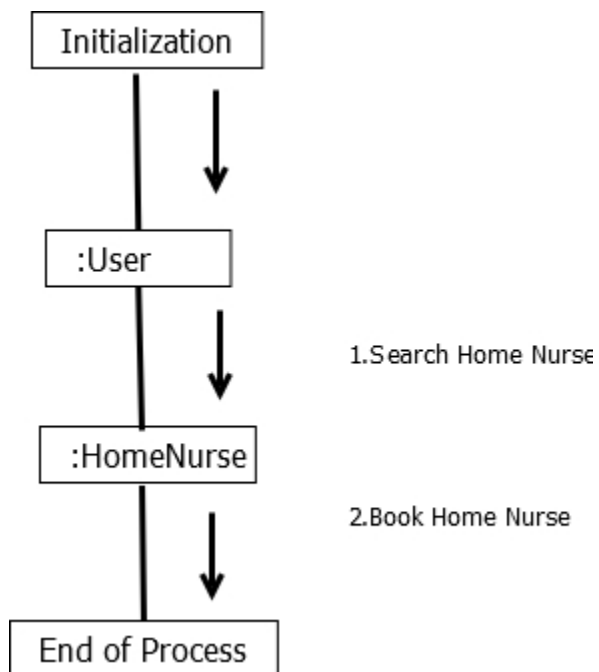 Initialization
:User
1.Search Home Nurse
:HomeNurse
2.Book Home Nurse
End of Process